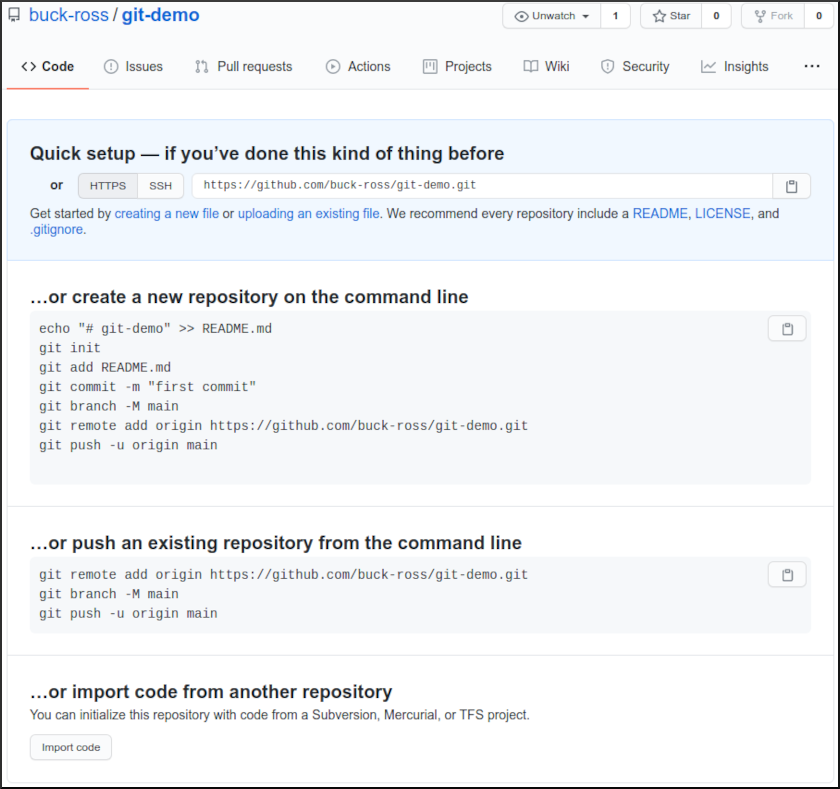 buck-ross / git-demo
Unwatch 1 Star 0 Fork 0
Code Issues Pull requests Actions Projects Wiki Security Insights ...
Quick setup — if you’ve done this kind of thing before
or HTTPS SSH https://github.com/buck-ross/git-demo.git
Get started by creating a new file or uploading an existing file. We recommend every repository include a README, LICENSE, and
.gitignore.
…or create a new repository on the command line
echo "# git-demo" >> README.md
git init
git add README.md
git commit -m "first commit"
git branch -M main
git remote add origin https://github.com/buck-ross/git-demo.git
git push -u origin main
…or push an existing repository from the command line
git remote add origin https://github.com/buck-ross/git-demo.git
git branch -M main
git push -u origin main
…or import code from another repository
You can initialize this repository with code from a Subversion, Mercurial, or TFS project.
Import code